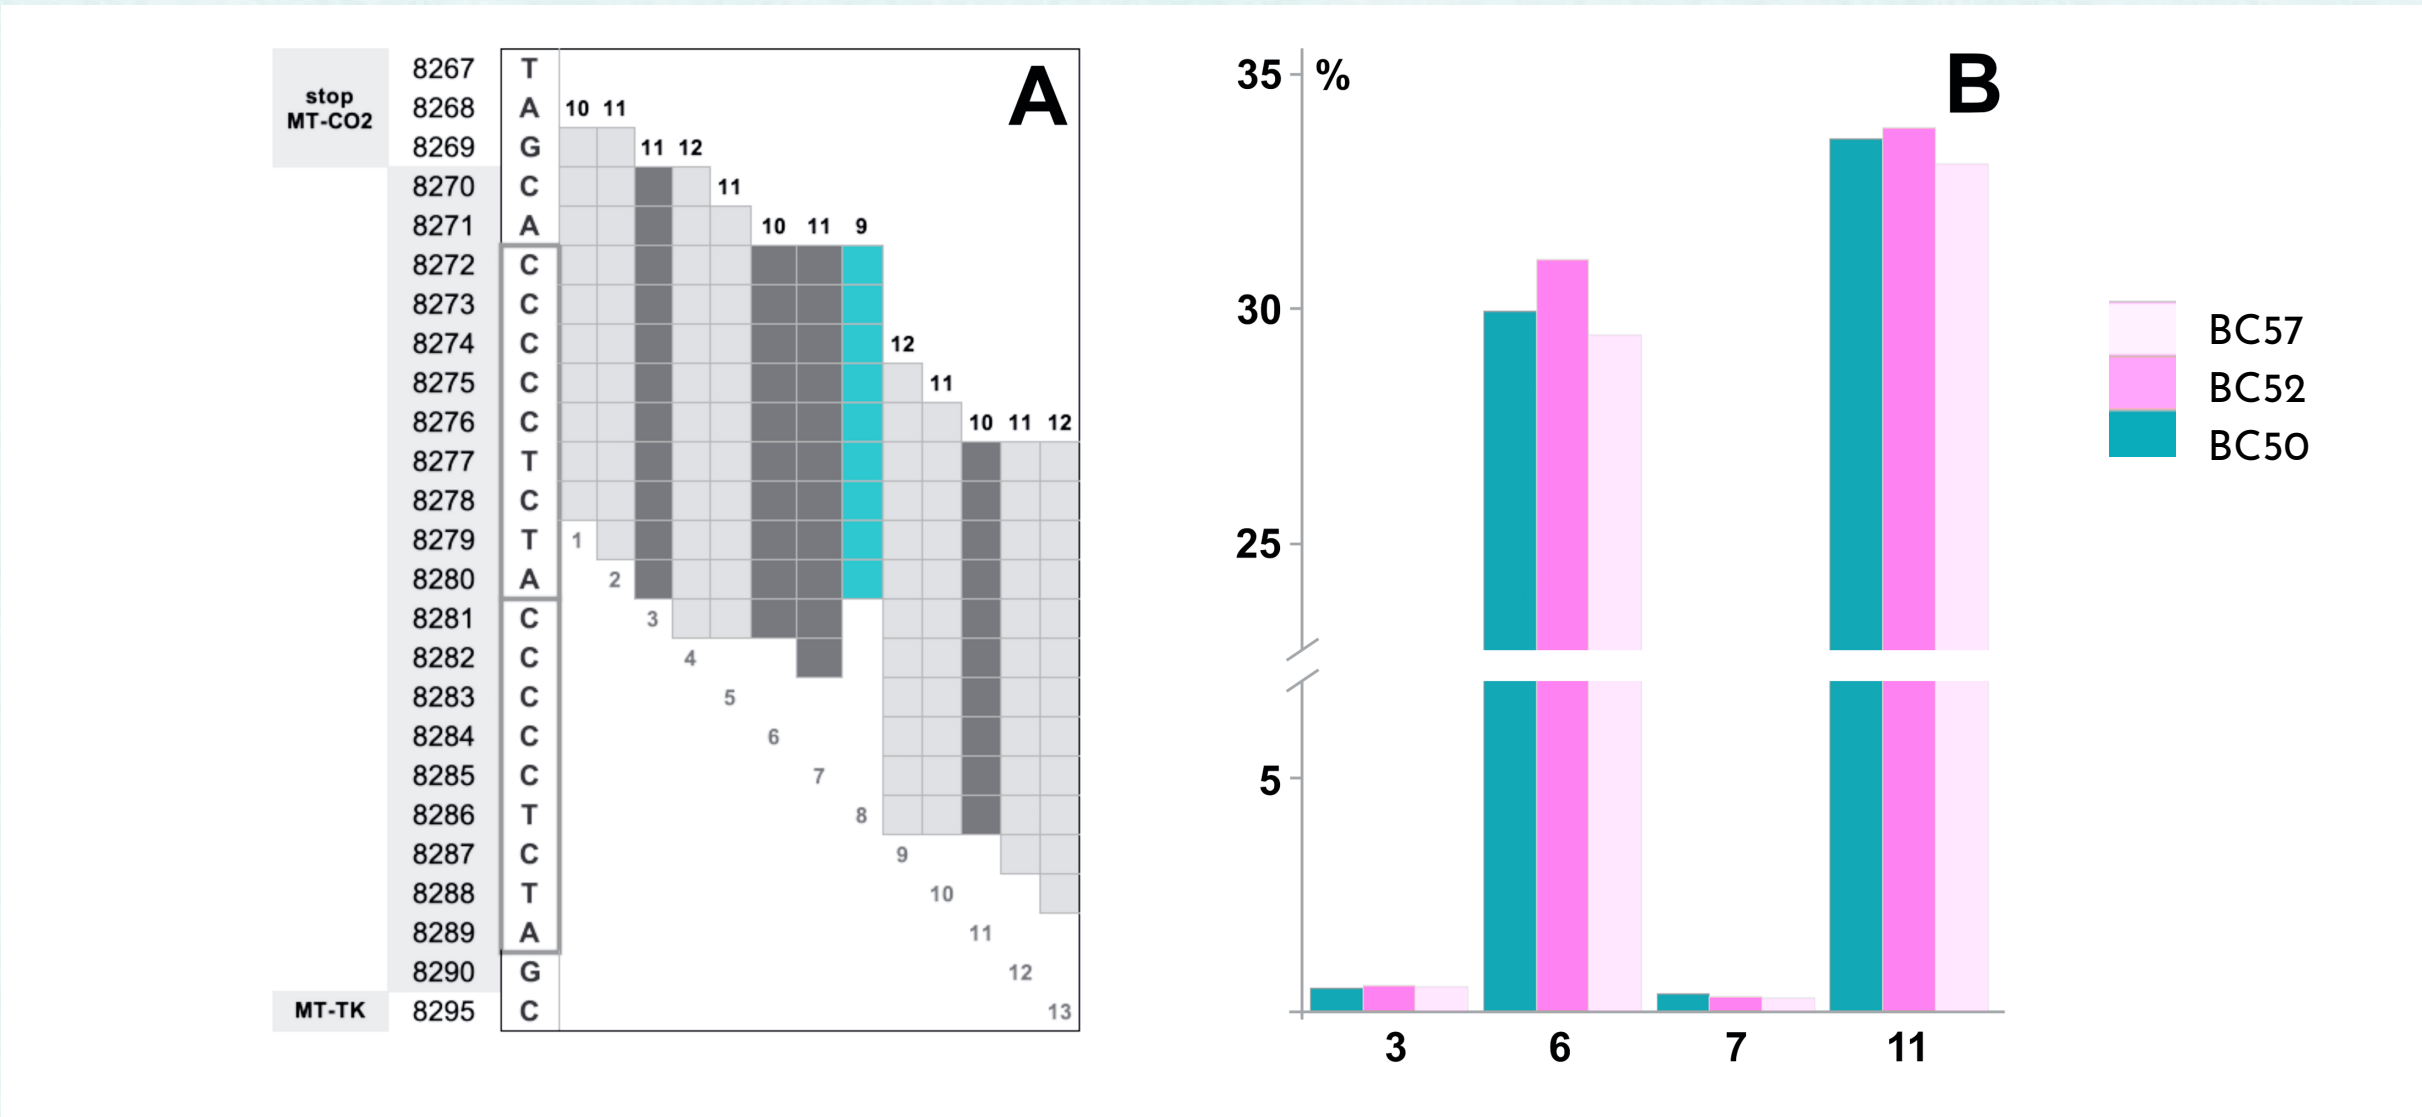 8267 T
stop
MT-CO2
8268 A 10 11
8269 G 11 12
8270 C 11
8271 A 10 11 9
8272 C
8273 C
8274 C 12
8275 C 11
8276 C 10 11 12
8277 T
8278 C
8279 T 1
8280 A 2
8281 C 3
8282 C 4
8283 C 5
8284 C 6
8285 C 7
8286 T 8
8287 C 9
8288 T 10
8289 A 11
8290 G 12
MT-TK 8295 C 13
A
35 %
30
25
5
3 6 7 11
B
BC57
BC52
BC50